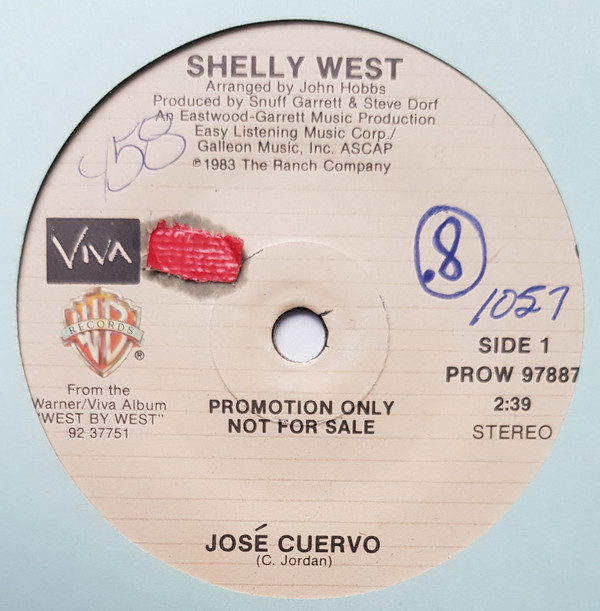 SHELLY WEST
Arranged by John Hobbs
Produced by Snuff Garrett & Steve Dorf
An Eastwood-Garrett Music Production
Easy Listening Music Corp./
Galleon Music, Inc. ASCAP
℗1983 The Ranch Company
458
VIVA
.8
1057
WB
RECORDS
®
SIDE 1
PROW 97887
2:39
STEREO
From the
Warner/Viva Album
"WEST BY WEST"
92 37751
PROMOTION ONLY
NOT FOR SALE
JOSÉ CUERVO
(C. Jordan)